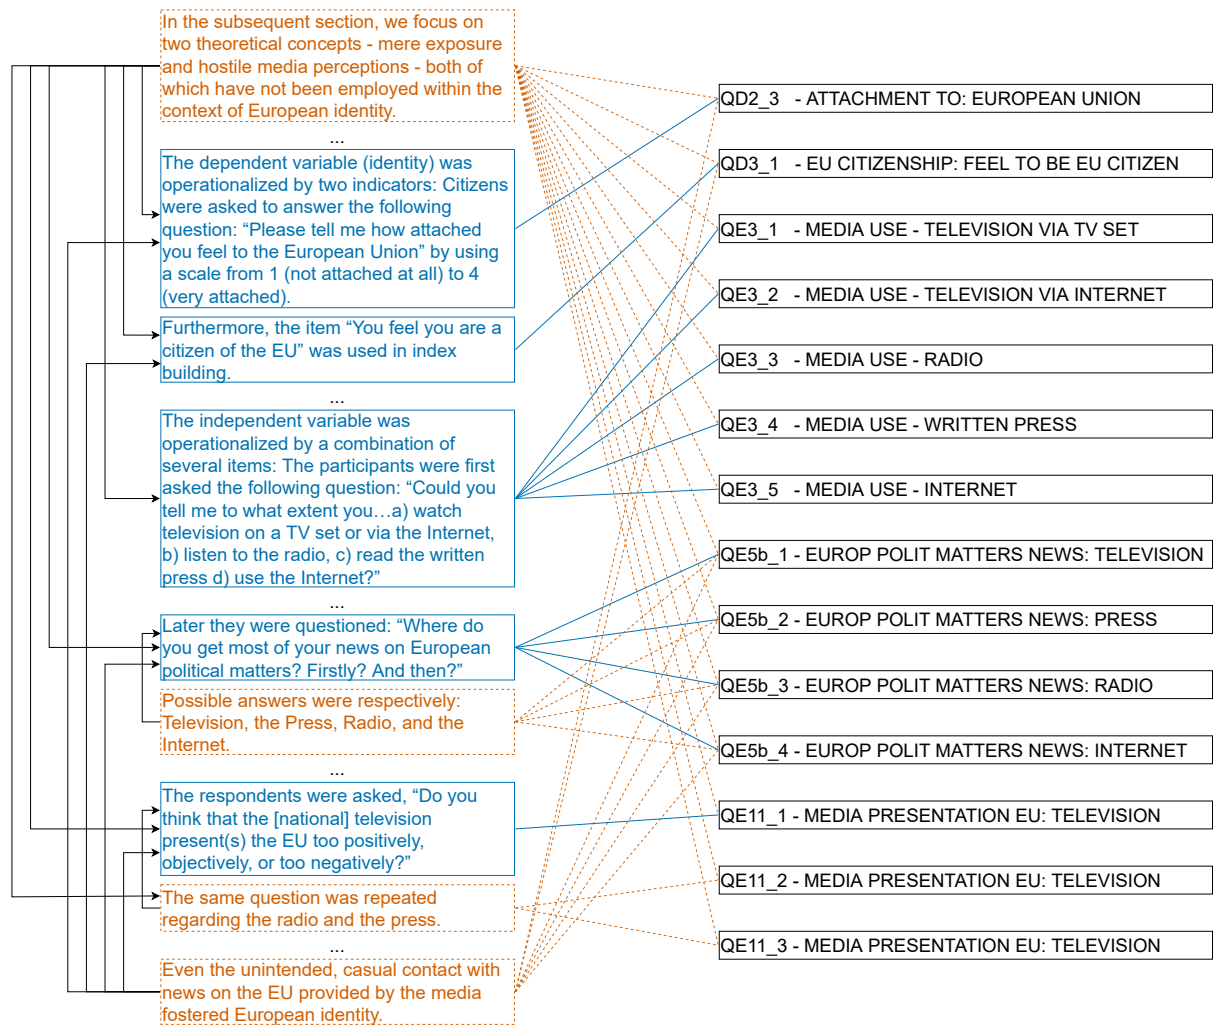 In the subsequent section, we focus on
two theoretical concepts - mere exposure
and hostile media perceptions - both of
which have not been employed within the
context of European identity.
...
The dependent variable (identity) was
operationalized by two indicators: Citizens
were asked to answer the following
question: “Please tell me how attached
you feel to the European Union” by using
a scale from 1 (not attached at all) to 4
(very attached).
Furthermore, the item “You feel you are a
citizen of the EU” was used in index
building.
...
The independent variable was
operationalized by a combination of
several items: The participants were first
asked the following question: “Could you
tell me to what extent you…a) watch
television on a TV set or via the Internet,
b) listen to the radio, c) read the written
press d) use the Internet?”
...
Later they were questioned: “Where do
you get most of your news on European
political matters? Firstly? And then?”
Possible answers were respectively:
Television, the Press, Radio, and the
Internet.
...
The respondents were asked, “Do you
think that the [national] television
present(s) the EU too positively,
objectively, or too negatively?”
The same question was repeated
regarding the radio and the press.
...
Even the unintended, casual contact with
news on the EU provided by the media
fostered European identity.
QD2_3 - ATTACHMENT TO: EUROPEAN UNION
QD3_1 - EU CITIZENSHIP: FEEL TO BE EU CITIZEN
QE3_1 - MEDIA USE - TELEVISION VIA TV SET
QE3_2 - MEDIA USE - TELEVISION VIA INTERNET
QE3_3 - MEDIA USE - RADIO
QE3_4 - MEDIA USE - WRITTEN PRESS
QE3_5 - MEDIA USE - INTERNET
QE5b_1 - EUROP POLIT MATTERS NEWS: TELEVISION
QE5b_2 - EUROP POLIT MATTERS NEWS: PRESS
QE5b_3 - EUROP POLIT MATTERS NEWS: RADIO
QE5b_4 - EUROP POLIT MATTERS NEWS: INTERNET
QE11_1 - MEDIA PRESENTATION EU: TELEVISION
QE11_2 - MEDIA PRESENTATION EU: TELEVISION
QE11_3 - MEDIA PRESENTATION EU: TELEVISION